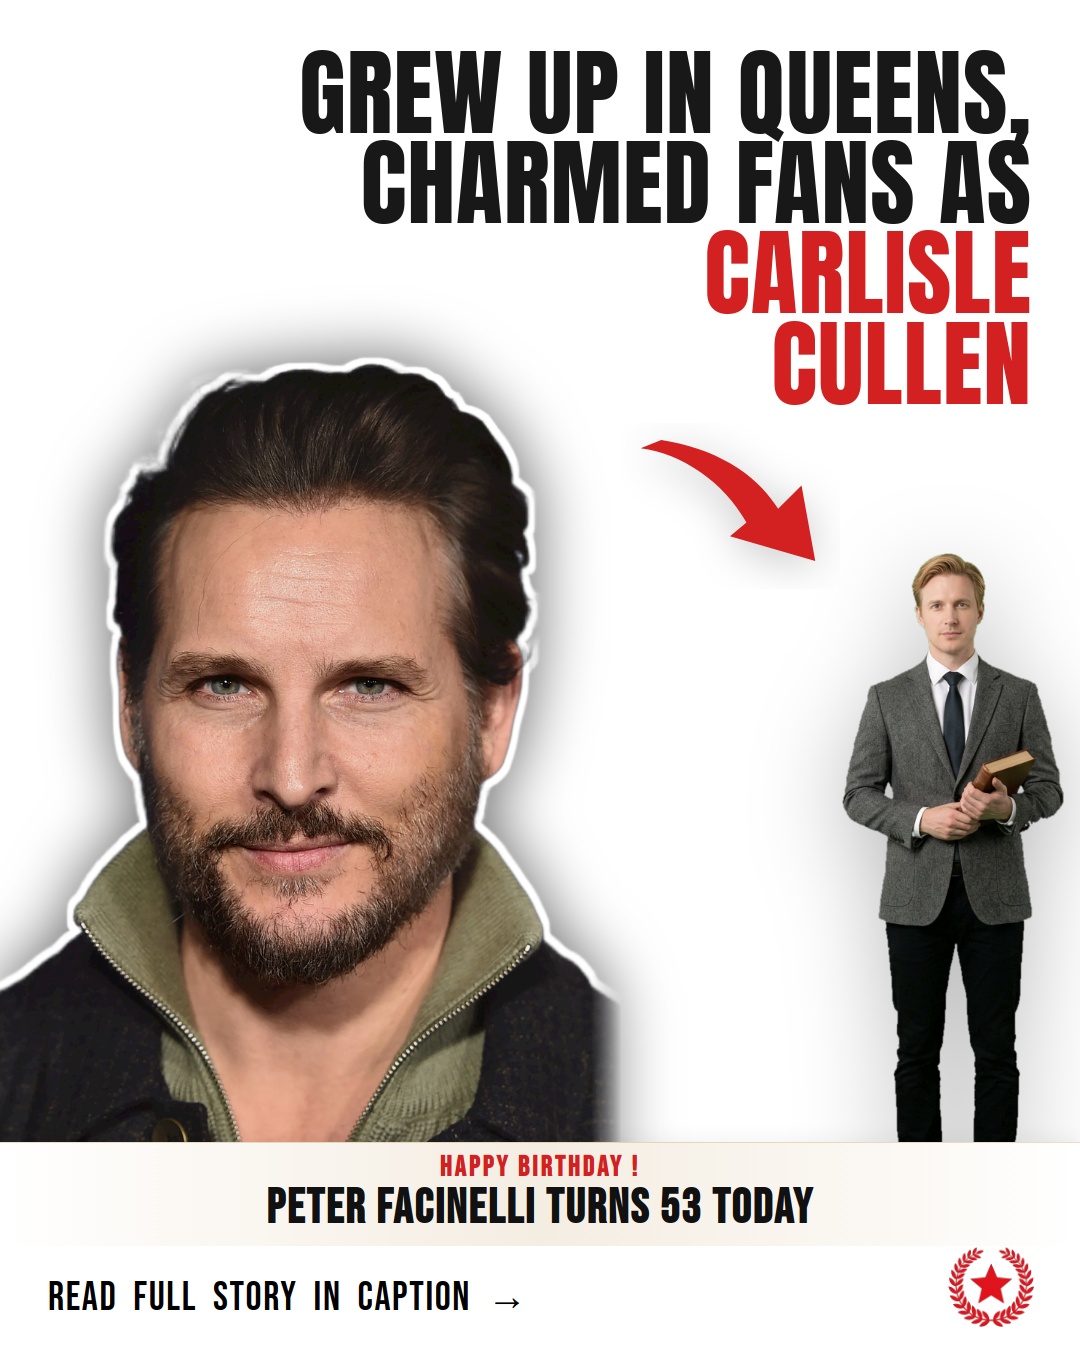 GREW UP IN QUEENS,
CHARMED FANS AS
CARLISLE
CULLEN
HAPPY BIRTHDAY !
PETER FACINELLI TURNS 53 TODAY
READ FULL STORY IN CAPTION →